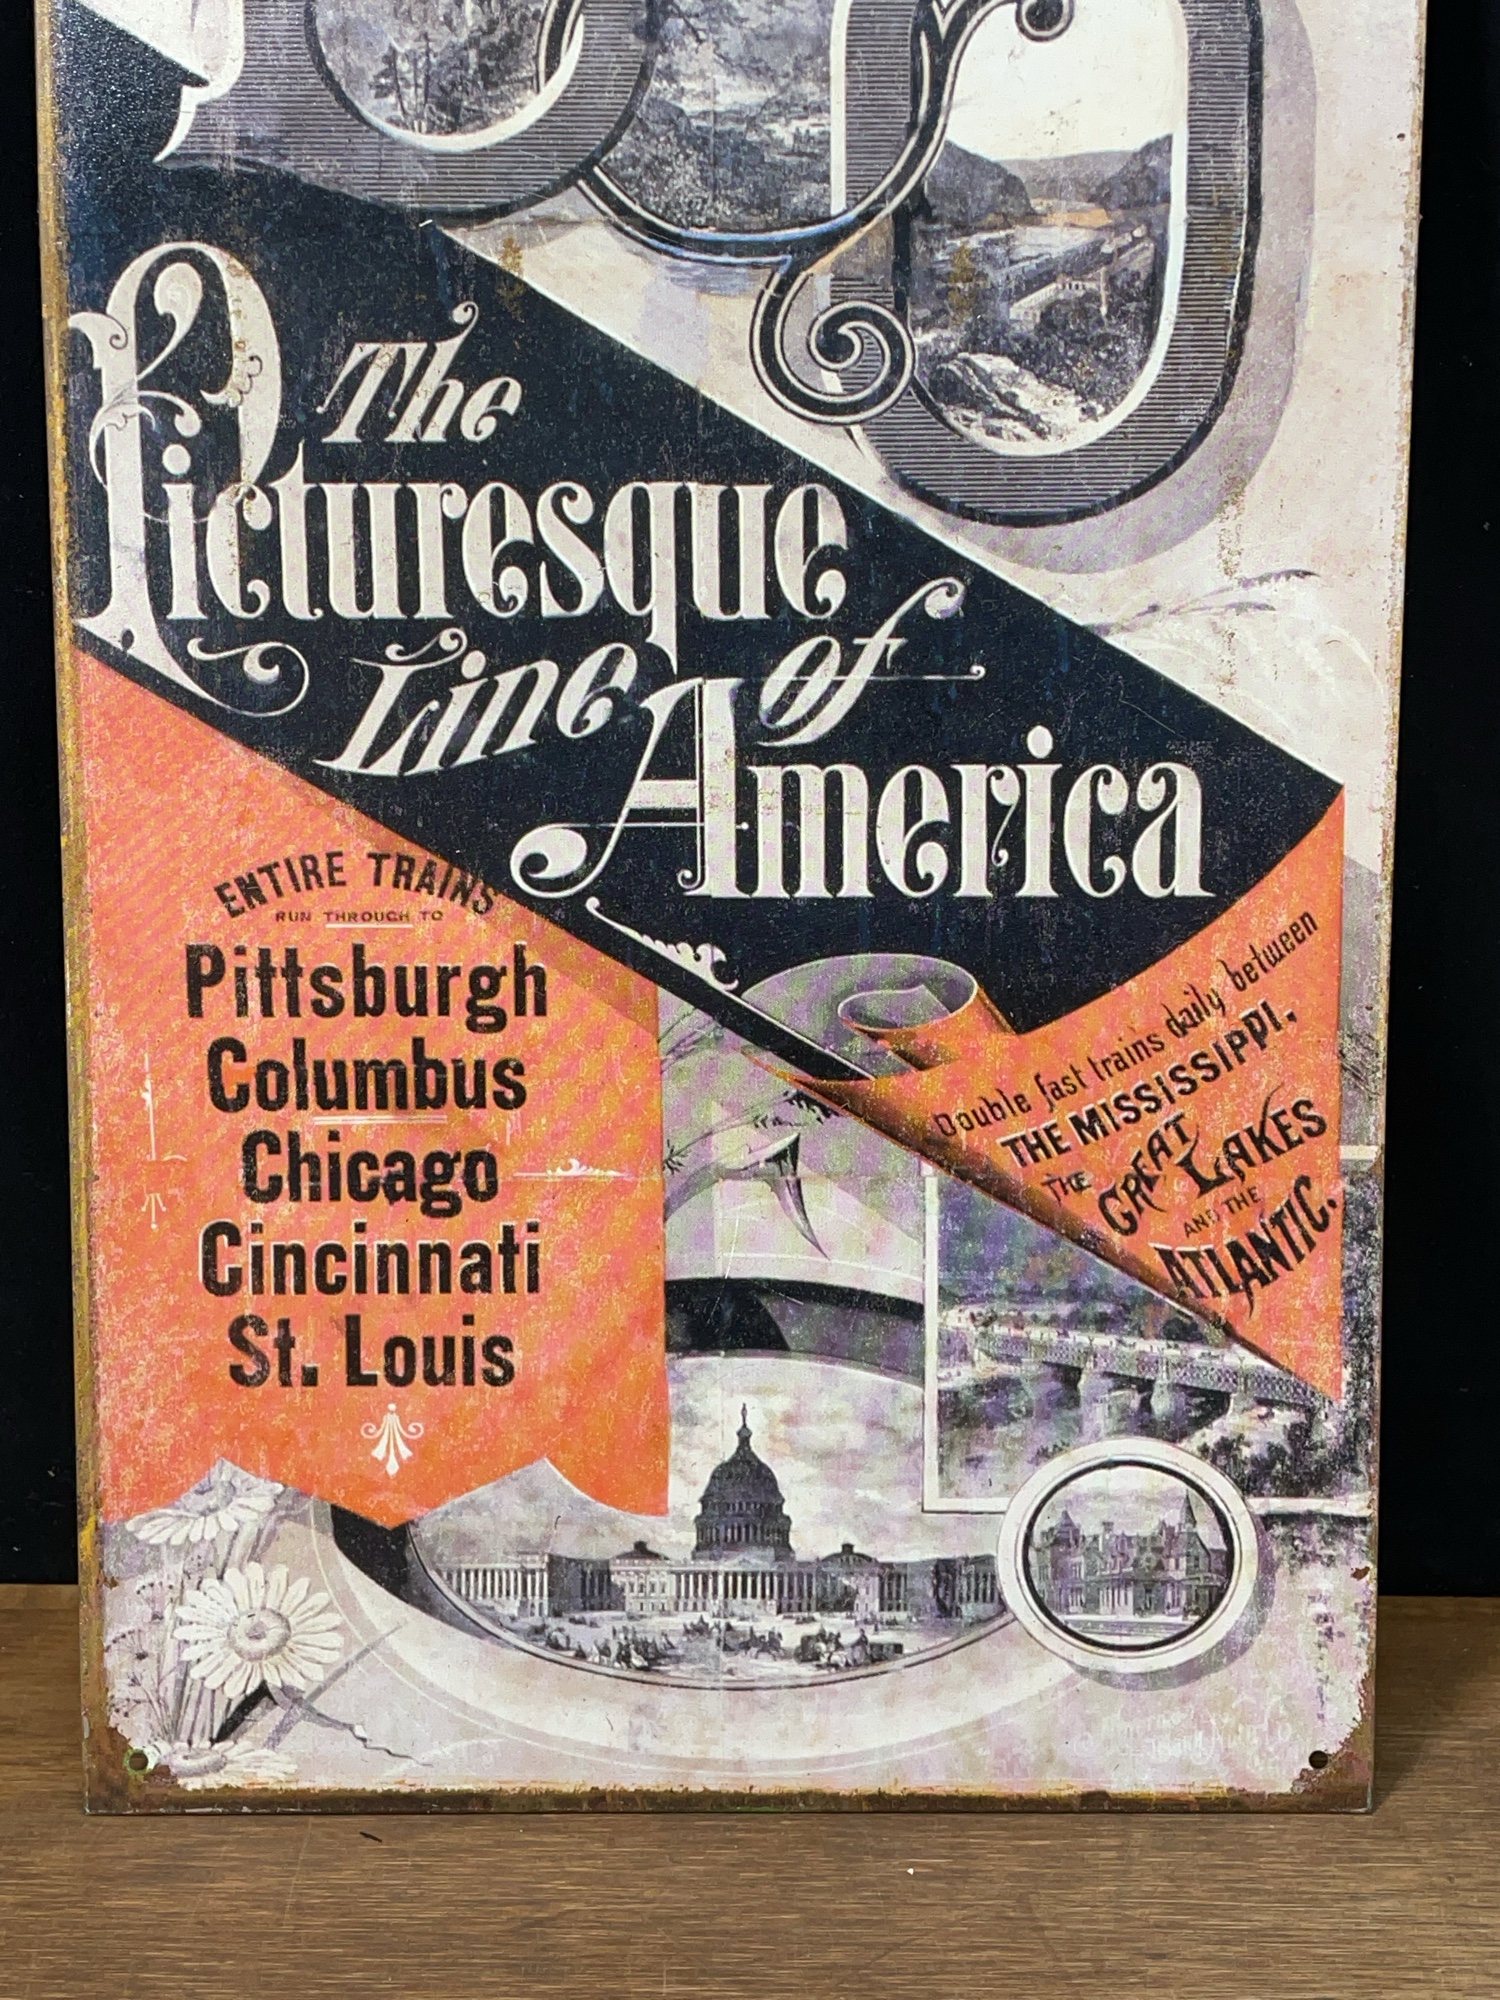 The
Picturesque
Line of
America
ENTIRE TRAINS
RUN THROUGH TO
Pittsburgh
Columbus
Chicago
Cincinnati
St. Louis
Double fast trains daily between
THE MISSISSIPPI.
THE GREAT LAKES
AND THE
ATLANTIC.